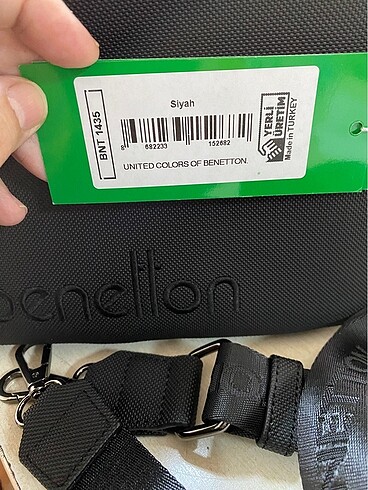 Siyah
BNT 1435
8 682233 152682
YERLİ
ÜRETİM
Made in TURKEY
UNITED COLORS OF BENETTON.
benetton